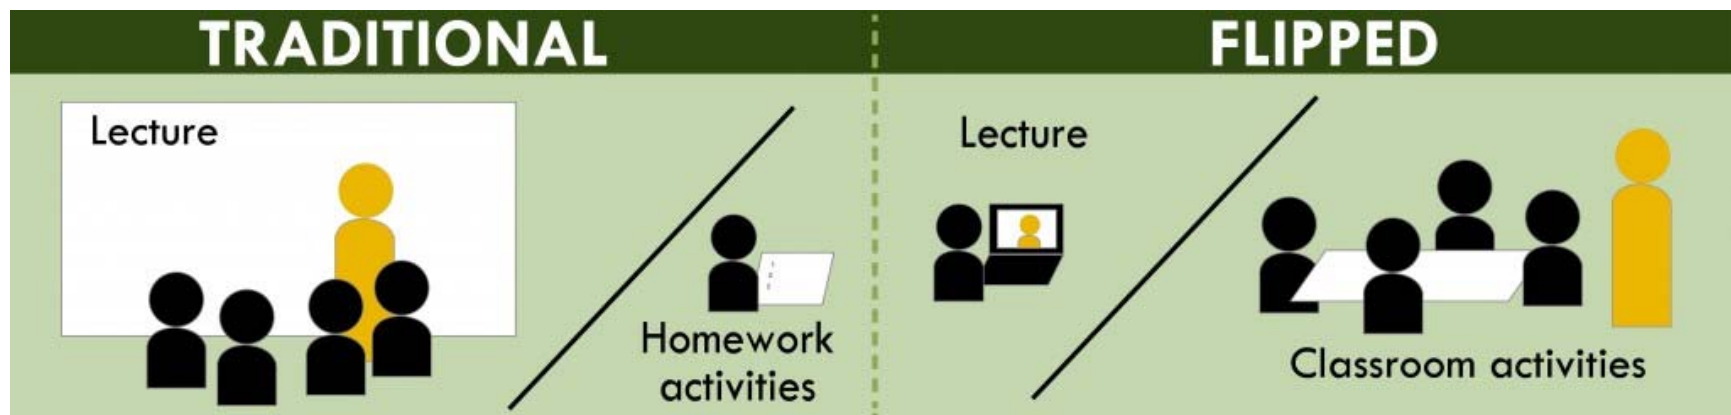 TRADITIONAL
Lecture
Homework
activities
FLIPPED
Lecture
Classroom activities